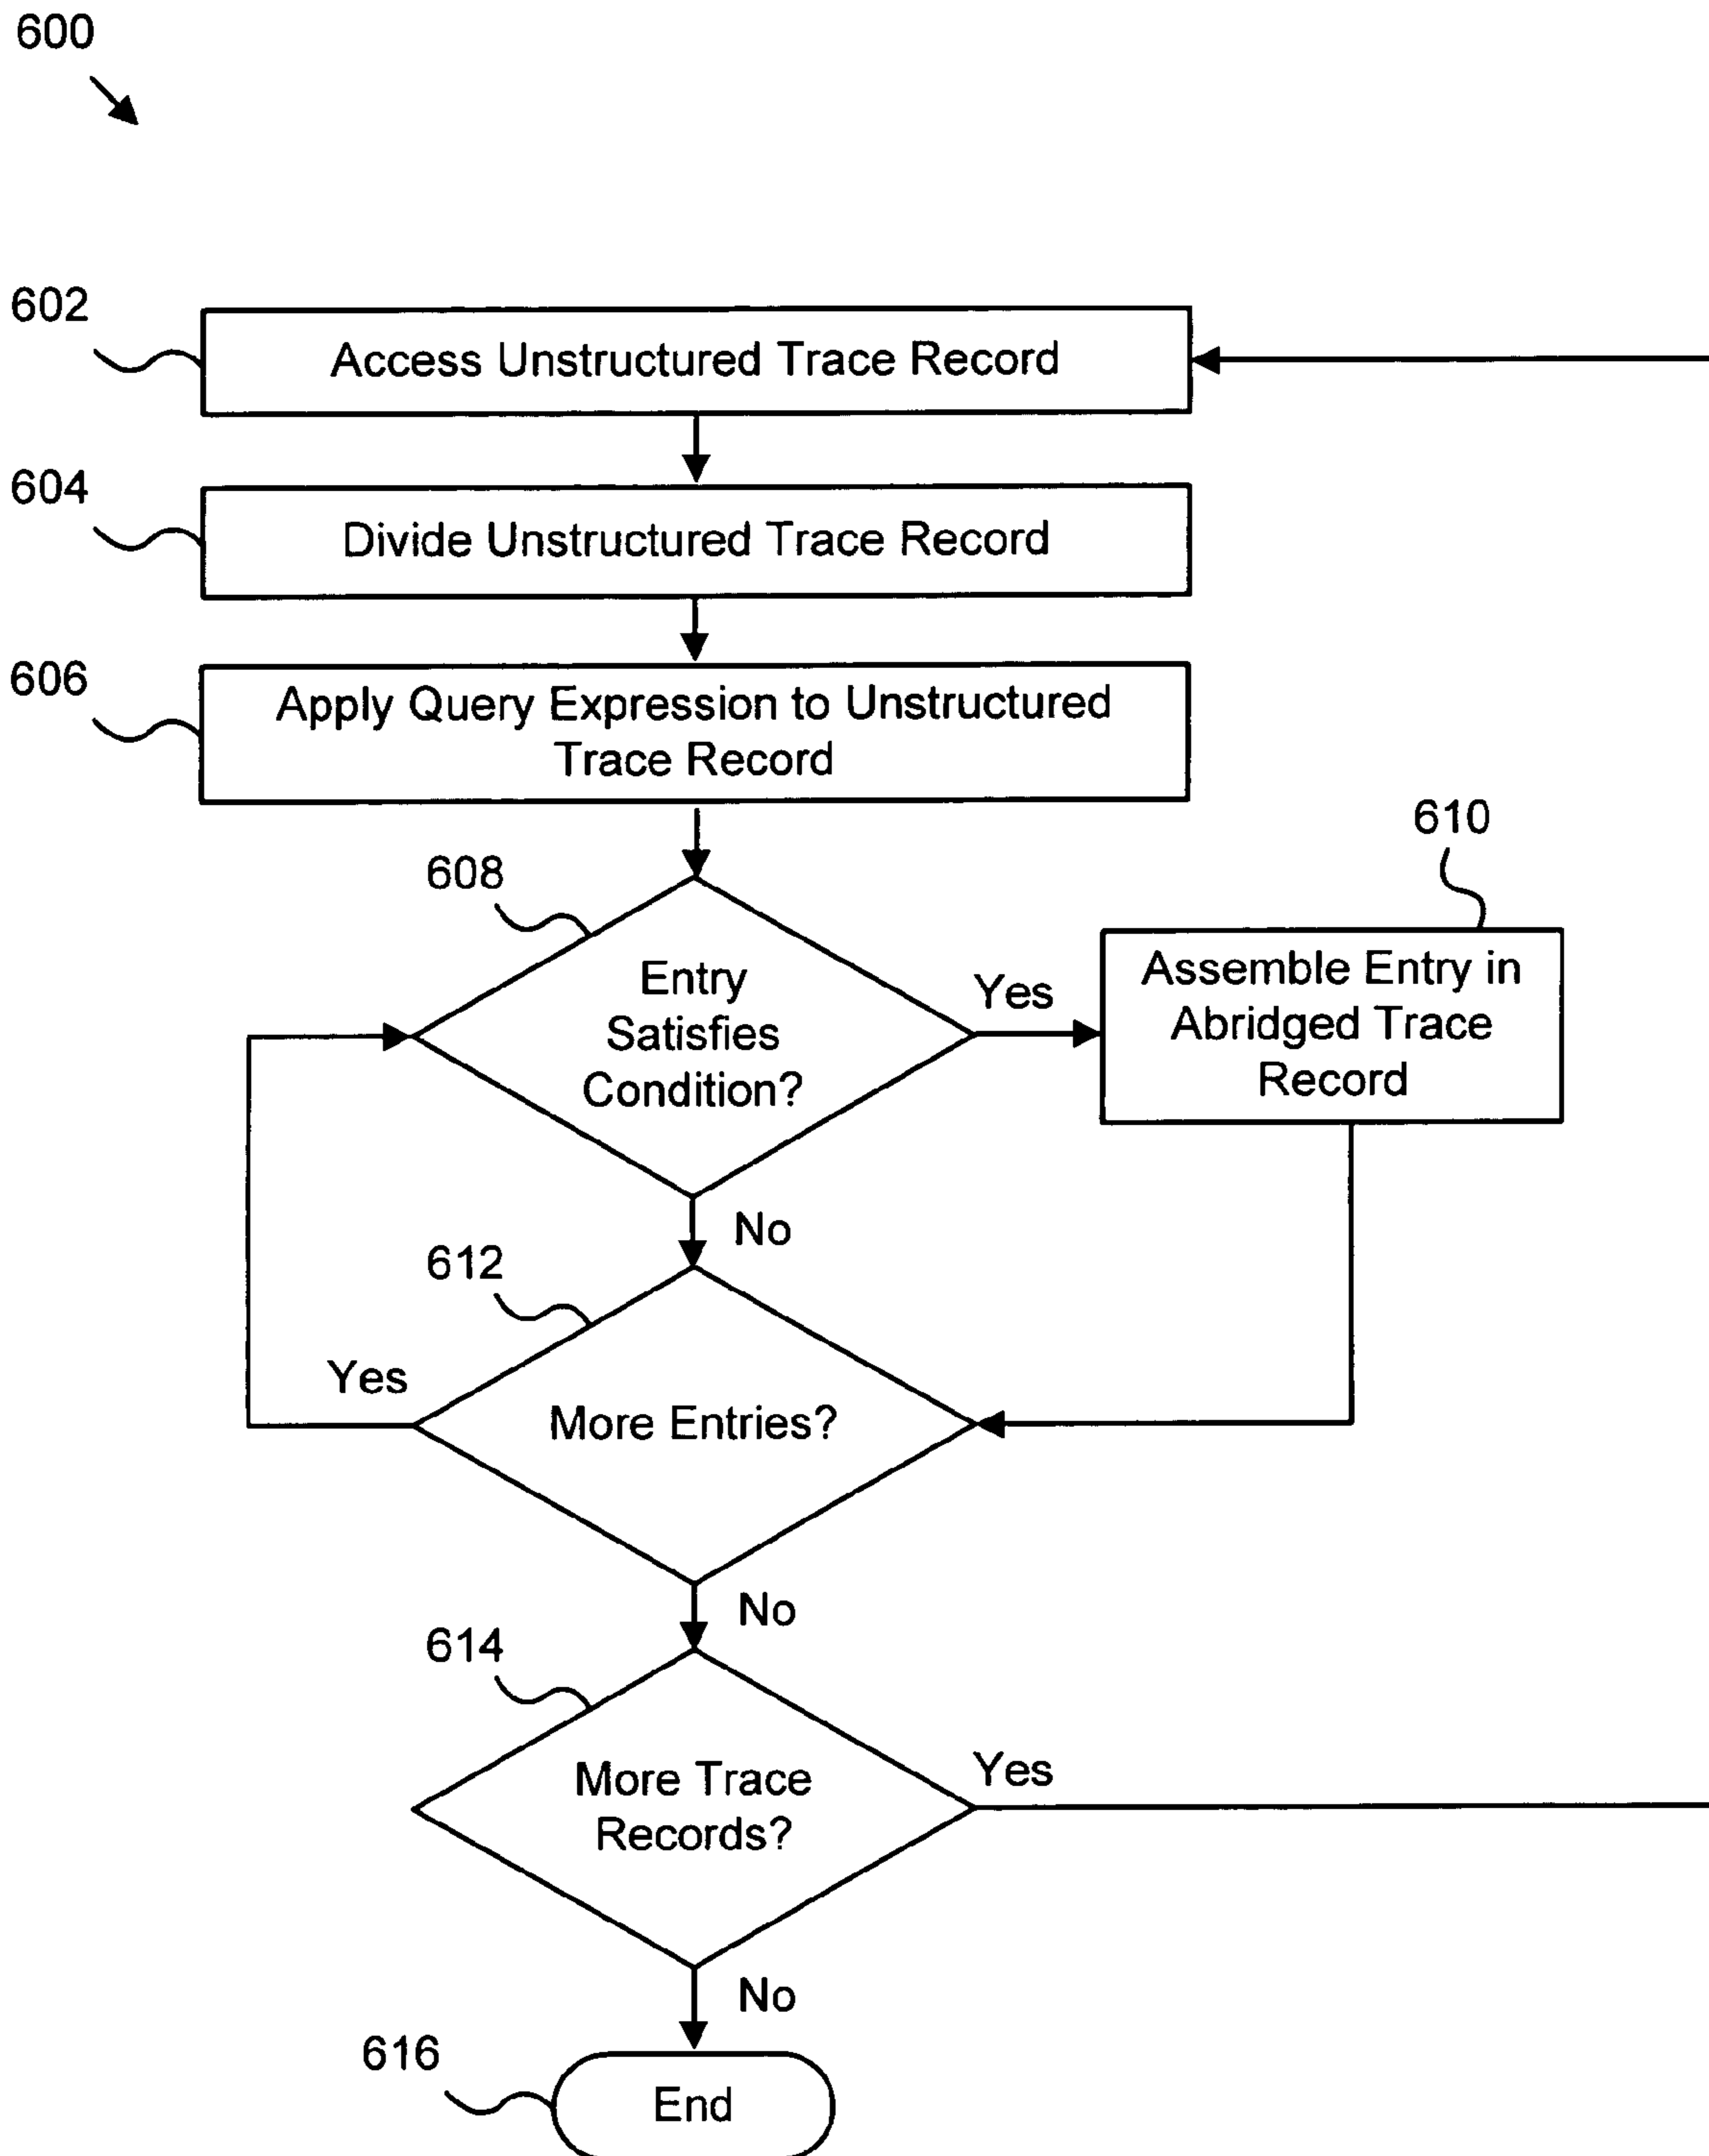 600
602
Access Unstructured Trace Record
604
Divide Unstructured Trace Record
606
Apply Query Expression to Unstructured
Trace Record
608
Entry
Satisfies
Condition?
Yes
610
Assemble Entry in
Abridged Trace
Record
No
612
Yes
More Entries?
No
614
More Trace
Records?
Yes
No
616
End